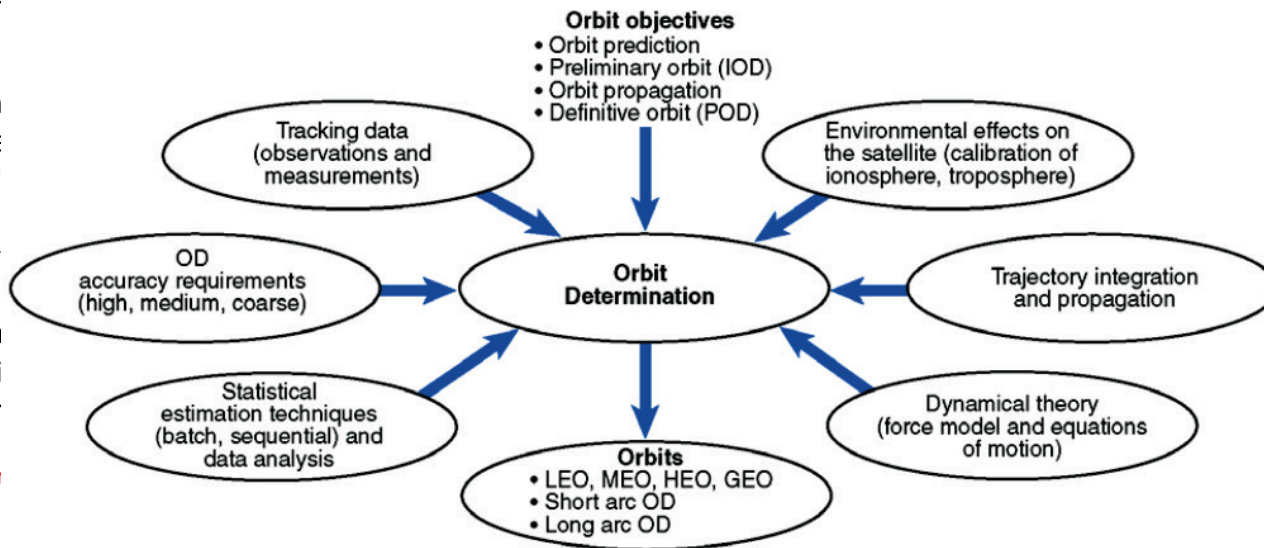 Orbit objectives
• Orbit prediction
• Preliminary orbit (IOD)
• Orbit propagation
• Definitive orbit (POD)
Tracking data
(observations and
measurements)
Environmental effects on
the satellite (calibration of
ionosphere, troposphere)
OD
accuracy requirements
(high, medium, coarse)
Orbit
Determination
Trajectory integration
and propagation
Statistical
estimation techniques
(batch, sequential) and
data analysis
Dynamical theory
(force model and equations
of motion)
Orbits
• LEO, MEO, HEO, GEO
• Short arc OD
• Long arc OD